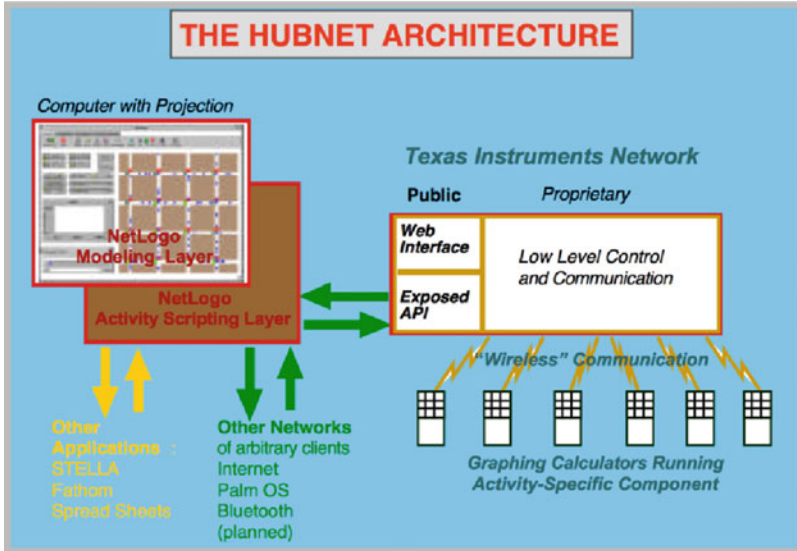 THE HUBNET ARCHITECTURE
Computer with Projection
NetLogo
Modeling Layer
NetLogo
Activity Scripting Layer
Texas Instruments Network
Public
Proprietary
Web
Interface
Exposed
API
Low Level Control
and Communication
"Wireless" Communication
Graphing Calculators Running
Activity-Specific Component
Other
Applications :
STELLA
Fathom
Spread Sheets
Other Networks
of arbitrary clients
Internet
Palm OS
Bluetooth
(planned)